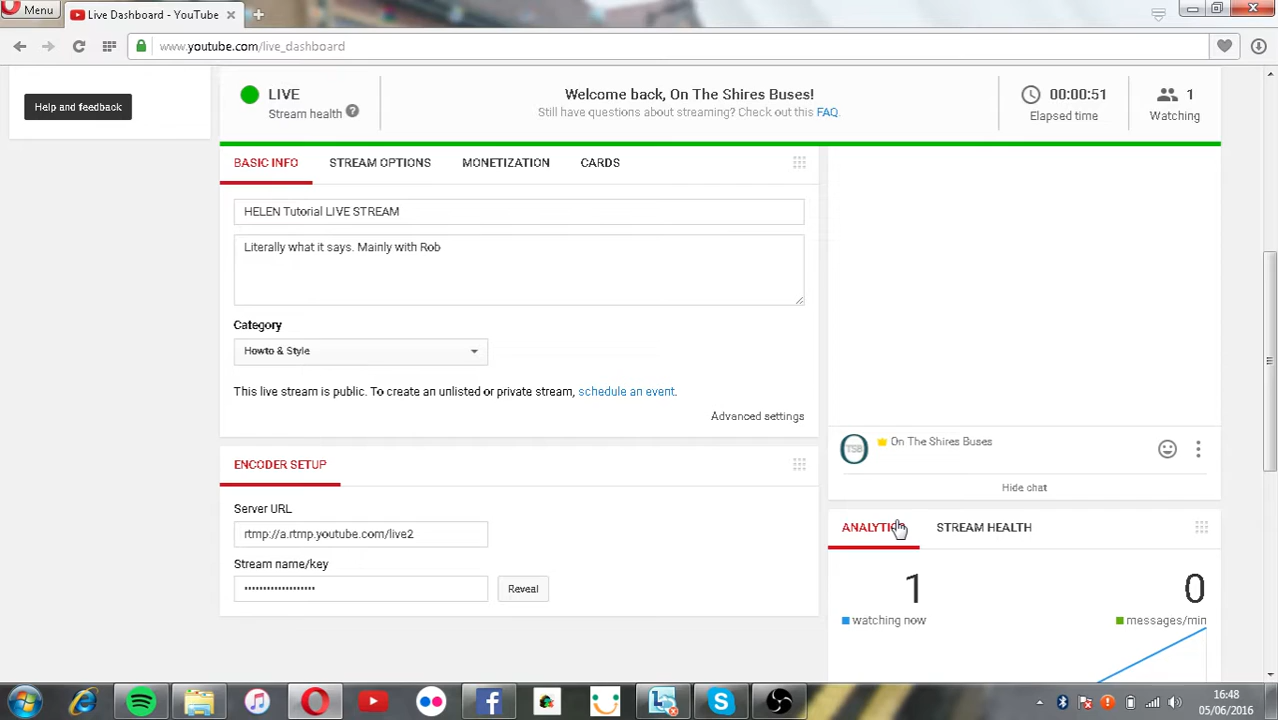 Menu
Live Dashboard - YouTube
www.youtube.com/live_dashboard
Help and feedback
LIVE
Stream health
Welcome back, On The Shires Buses!
Still have questions about streaming? Check out this FAQ.
00:00:51
Elapsed time
1
Watching
BASIC INFO
STREAM OPTIONS
MONETIZATION
CARDS
HELEN Tutorial LIVE STREAM
Literally what it says. Mainly with Rob
Category
Howto & Style
This live stream is public. To create an unlisted or private stream, schedule an event.
Advanced settings
TSB
On The Shires Buses
Hide chat
ENCODER SETUP
Server URL
rtmp://a.rtmp.youtube.com/live2
Stream name/key
Reveal
ANALYTICS
STREAM HEALTH
1
watching now
0
messages/min
16:48
05/06/2016